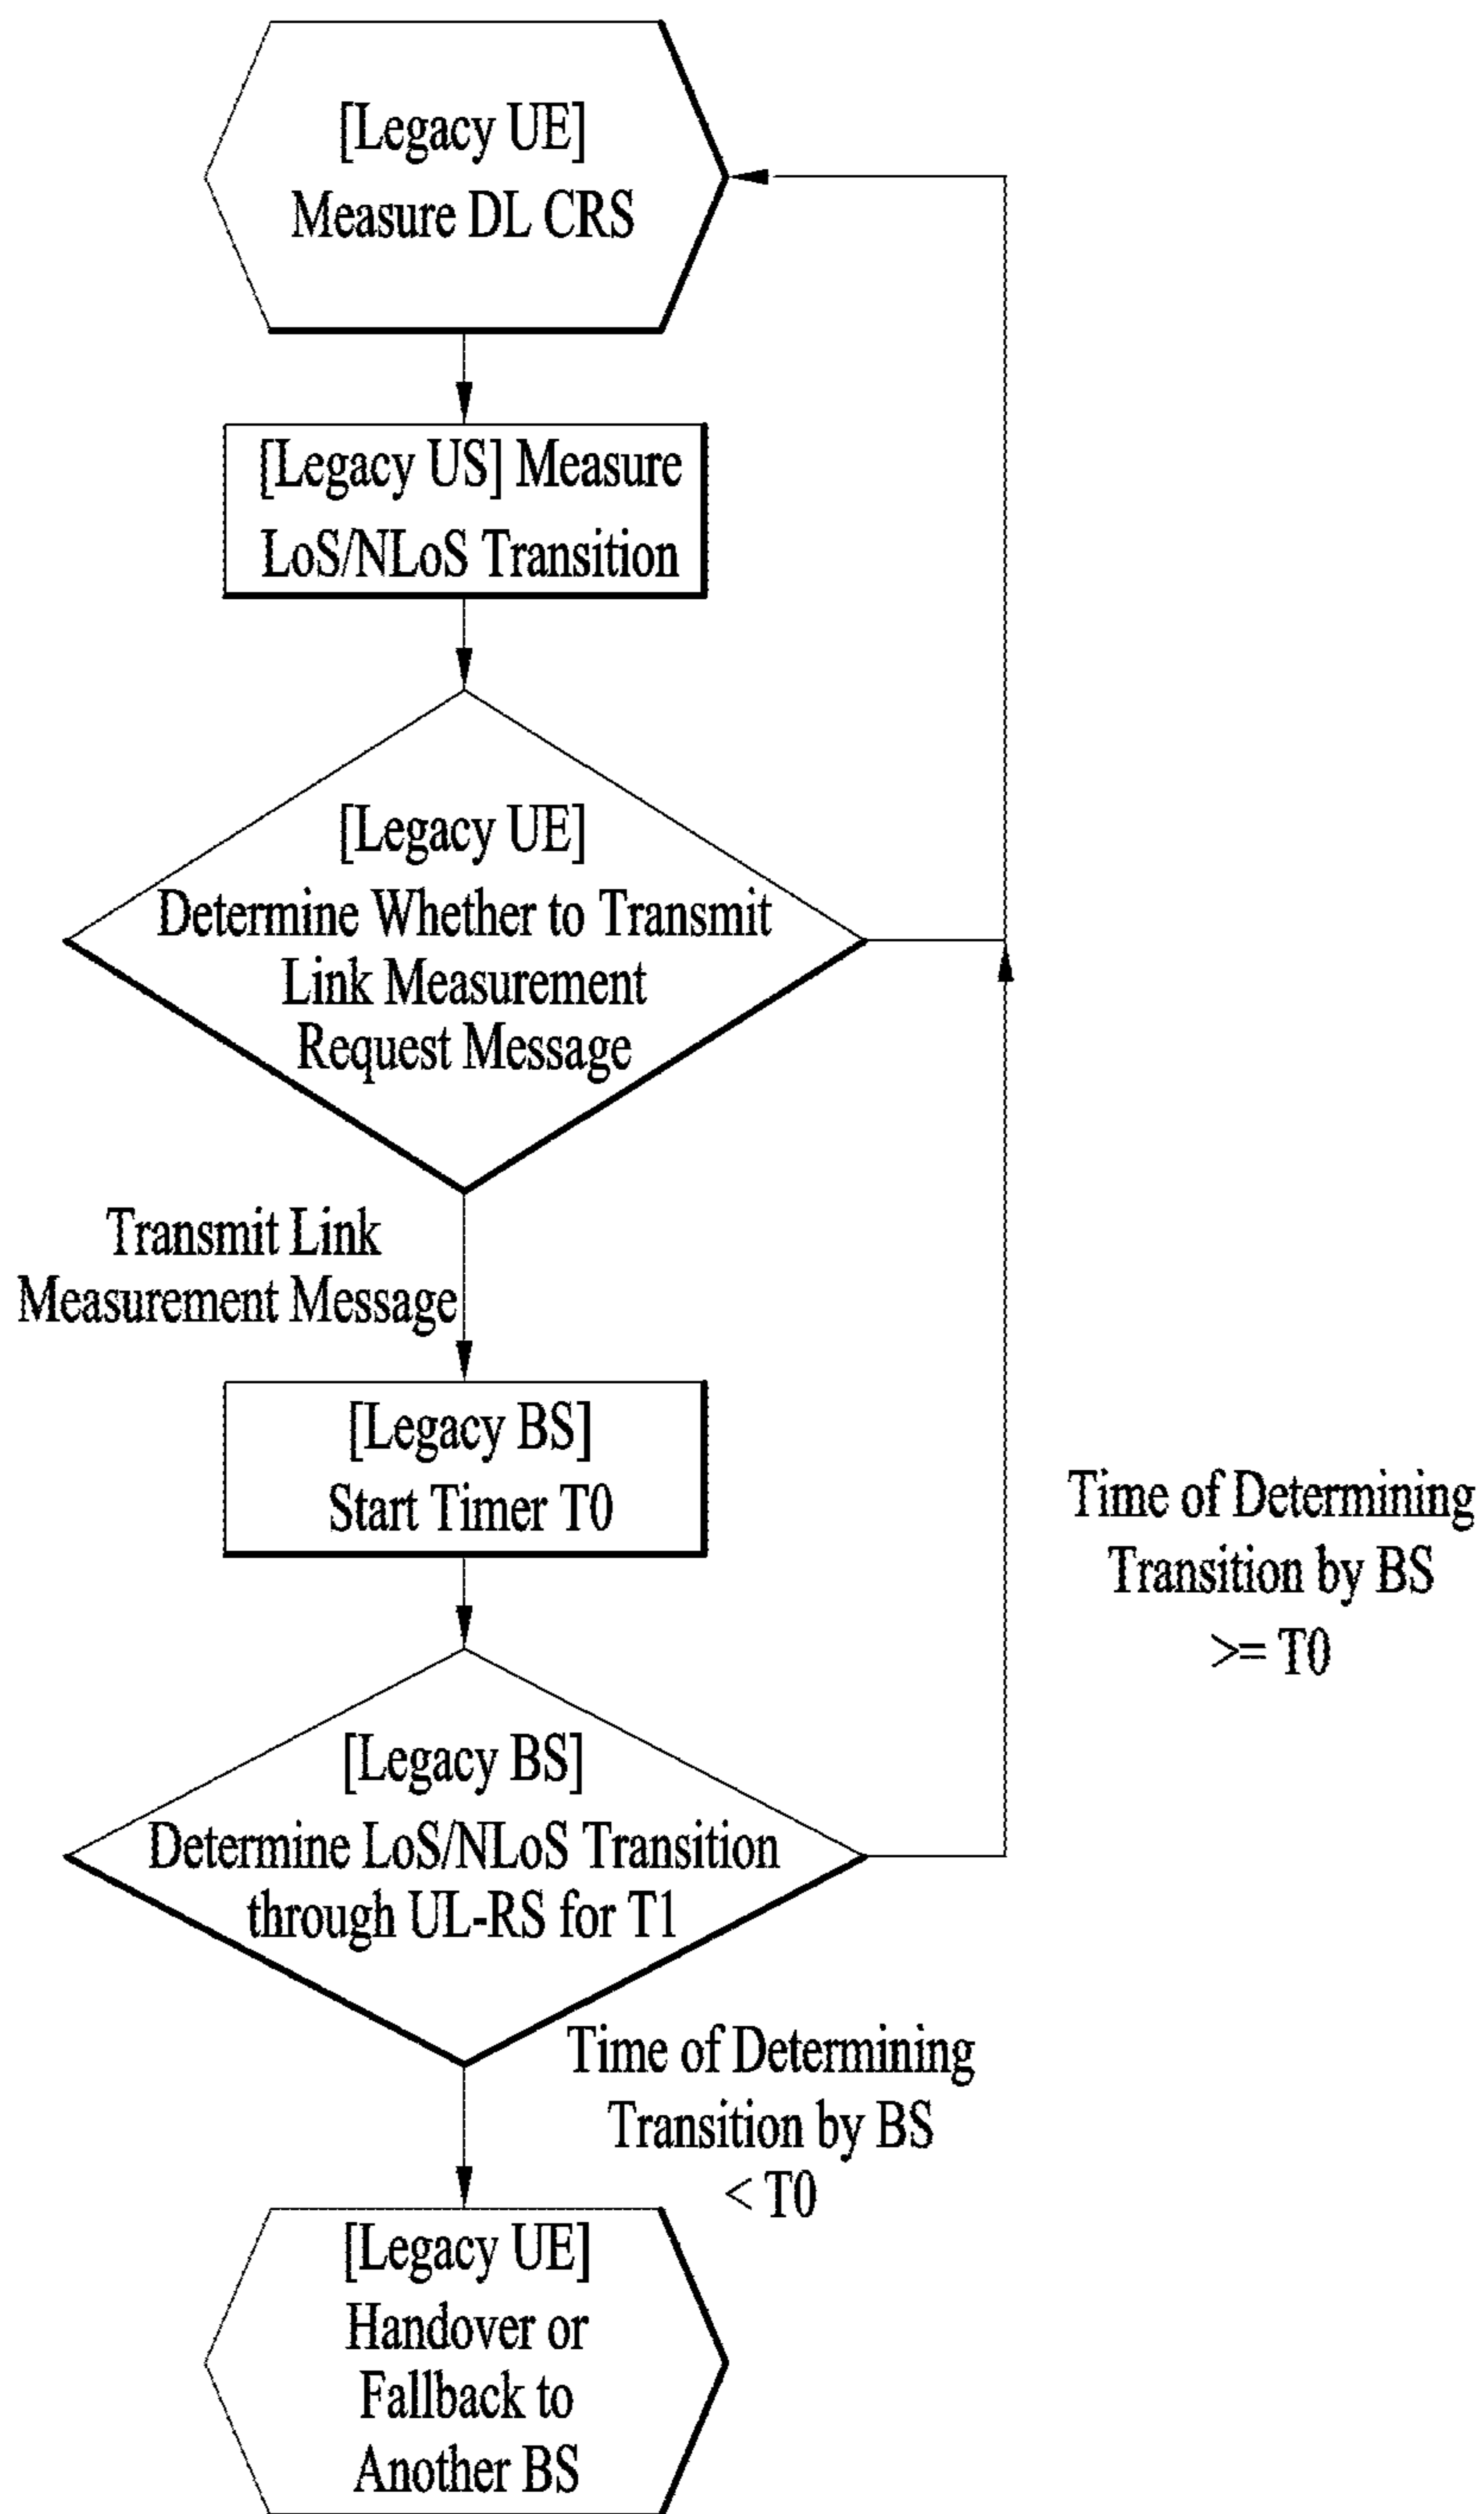 [Legacy UE]
Measure DL CRS
[Legacy US] Measure
LoS/NLoS Transition
[Legacy UE]
Determine Whether to Transmit
Link Measurement
Request Message
Transmit Link
Measurement Message
[Legacy BS]
Start Timer T0
Time of Determining
Transition by BS
>= T0
[Legacy BS]
Determine LoS/NLoS Transition
through UL-RS for T1
Time of Determining
Transition by BS
< T0
[Legacy UE]
Handover or
Fallback to
Another BS